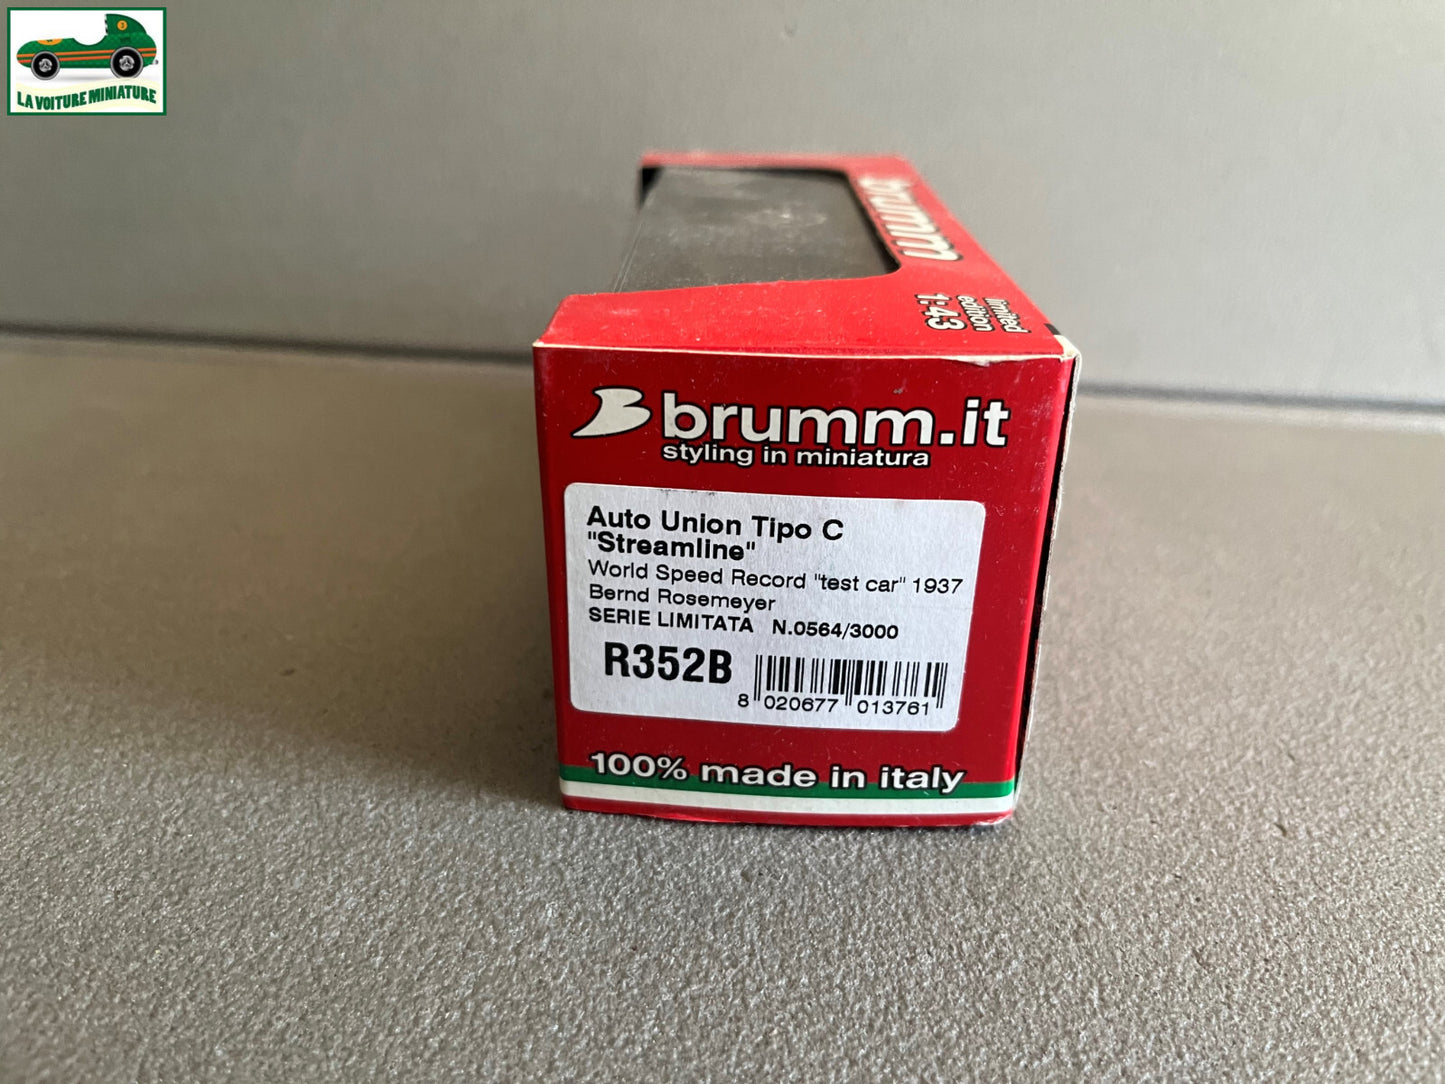 LA VOITURE MINIATURE
brumm
limited
edition
1:43
brumm.it
styling in miniatura
Auto Union Tipo C
"Streamline"
World Speed Record "test car" 1937
Bernd Rosemeyer
SERIE LIMITATA N.0564/3000
R352B
8 020677 013761
100% made in italy